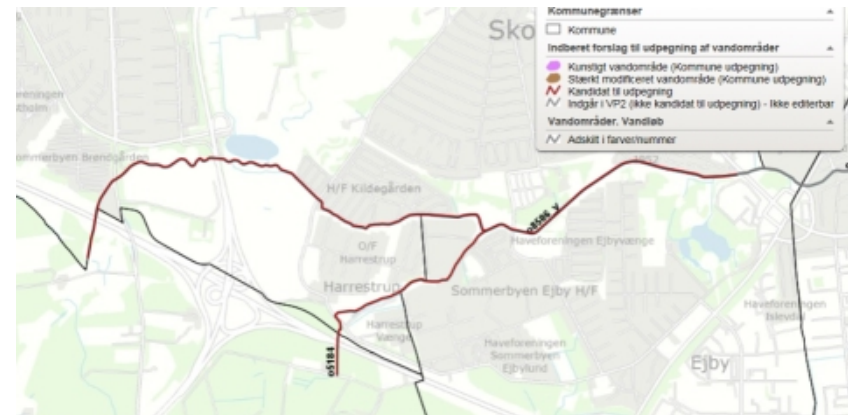 Kommunegrænser
Kommune
Indberet forslag til udpegning af vandområder
Kunstigt vandområde (Kommune udpegning)
Stærkt modificeret vandområde (Kommune udpegning)
Kandidat til udpegning
Indgår i VP2 (ikke kandidat til udpegning) - Ikke editerbar
Vandområder. Vandløb
Adskilt i farver/nummer
Sko
Sommerbyen Brøndgården
H/F Kildegården
o8586_y
Haveforeningen Ejbyvænge
O/F
Harrestrup
Harrestrup
Sommerbyen Ejby H/F
Harrestrup
Vænge
Haveforeningen
Islevdal
o5184
Haveforeningen
Sommerbyen
Ejbylund
Ejby